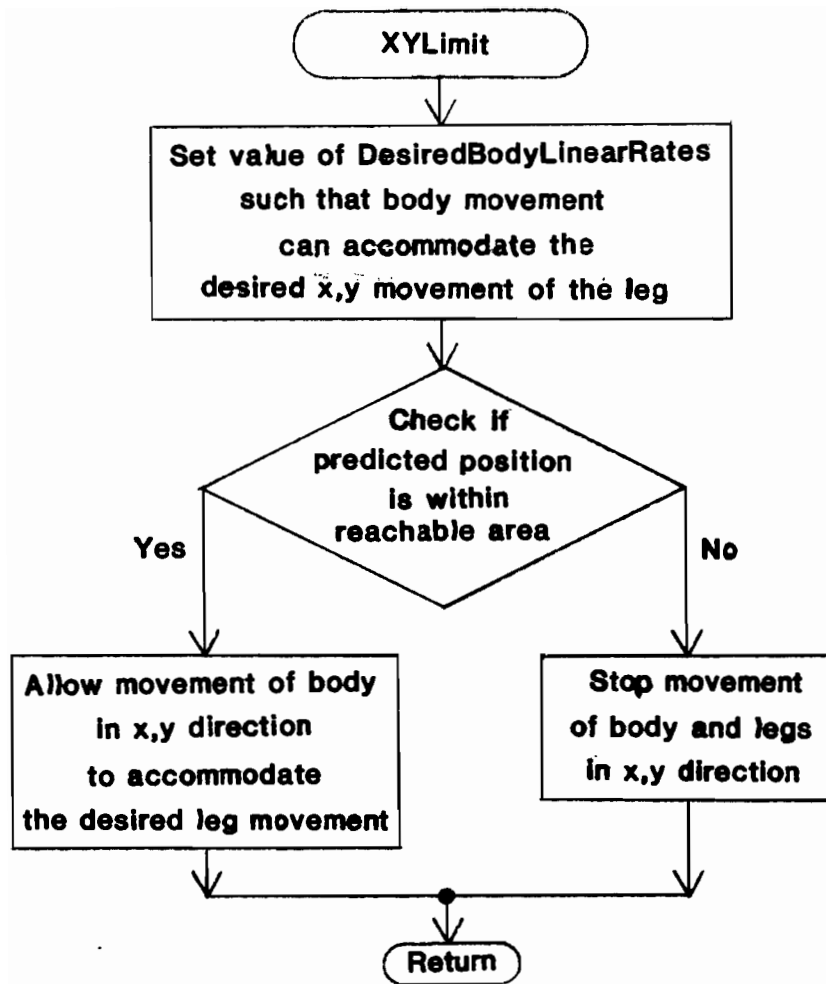 XYLimit
Set value of DesiredBodyLinearRates
such that body movement
can accommodate the
desired x,y movement of the leg
Check if
predicted position
is within
reachable area
Yes
No
Allow movement of body
in x,y direction
to accommodate
the desired leg movement
Stop movement
of body and legs
in x,y direction
Return